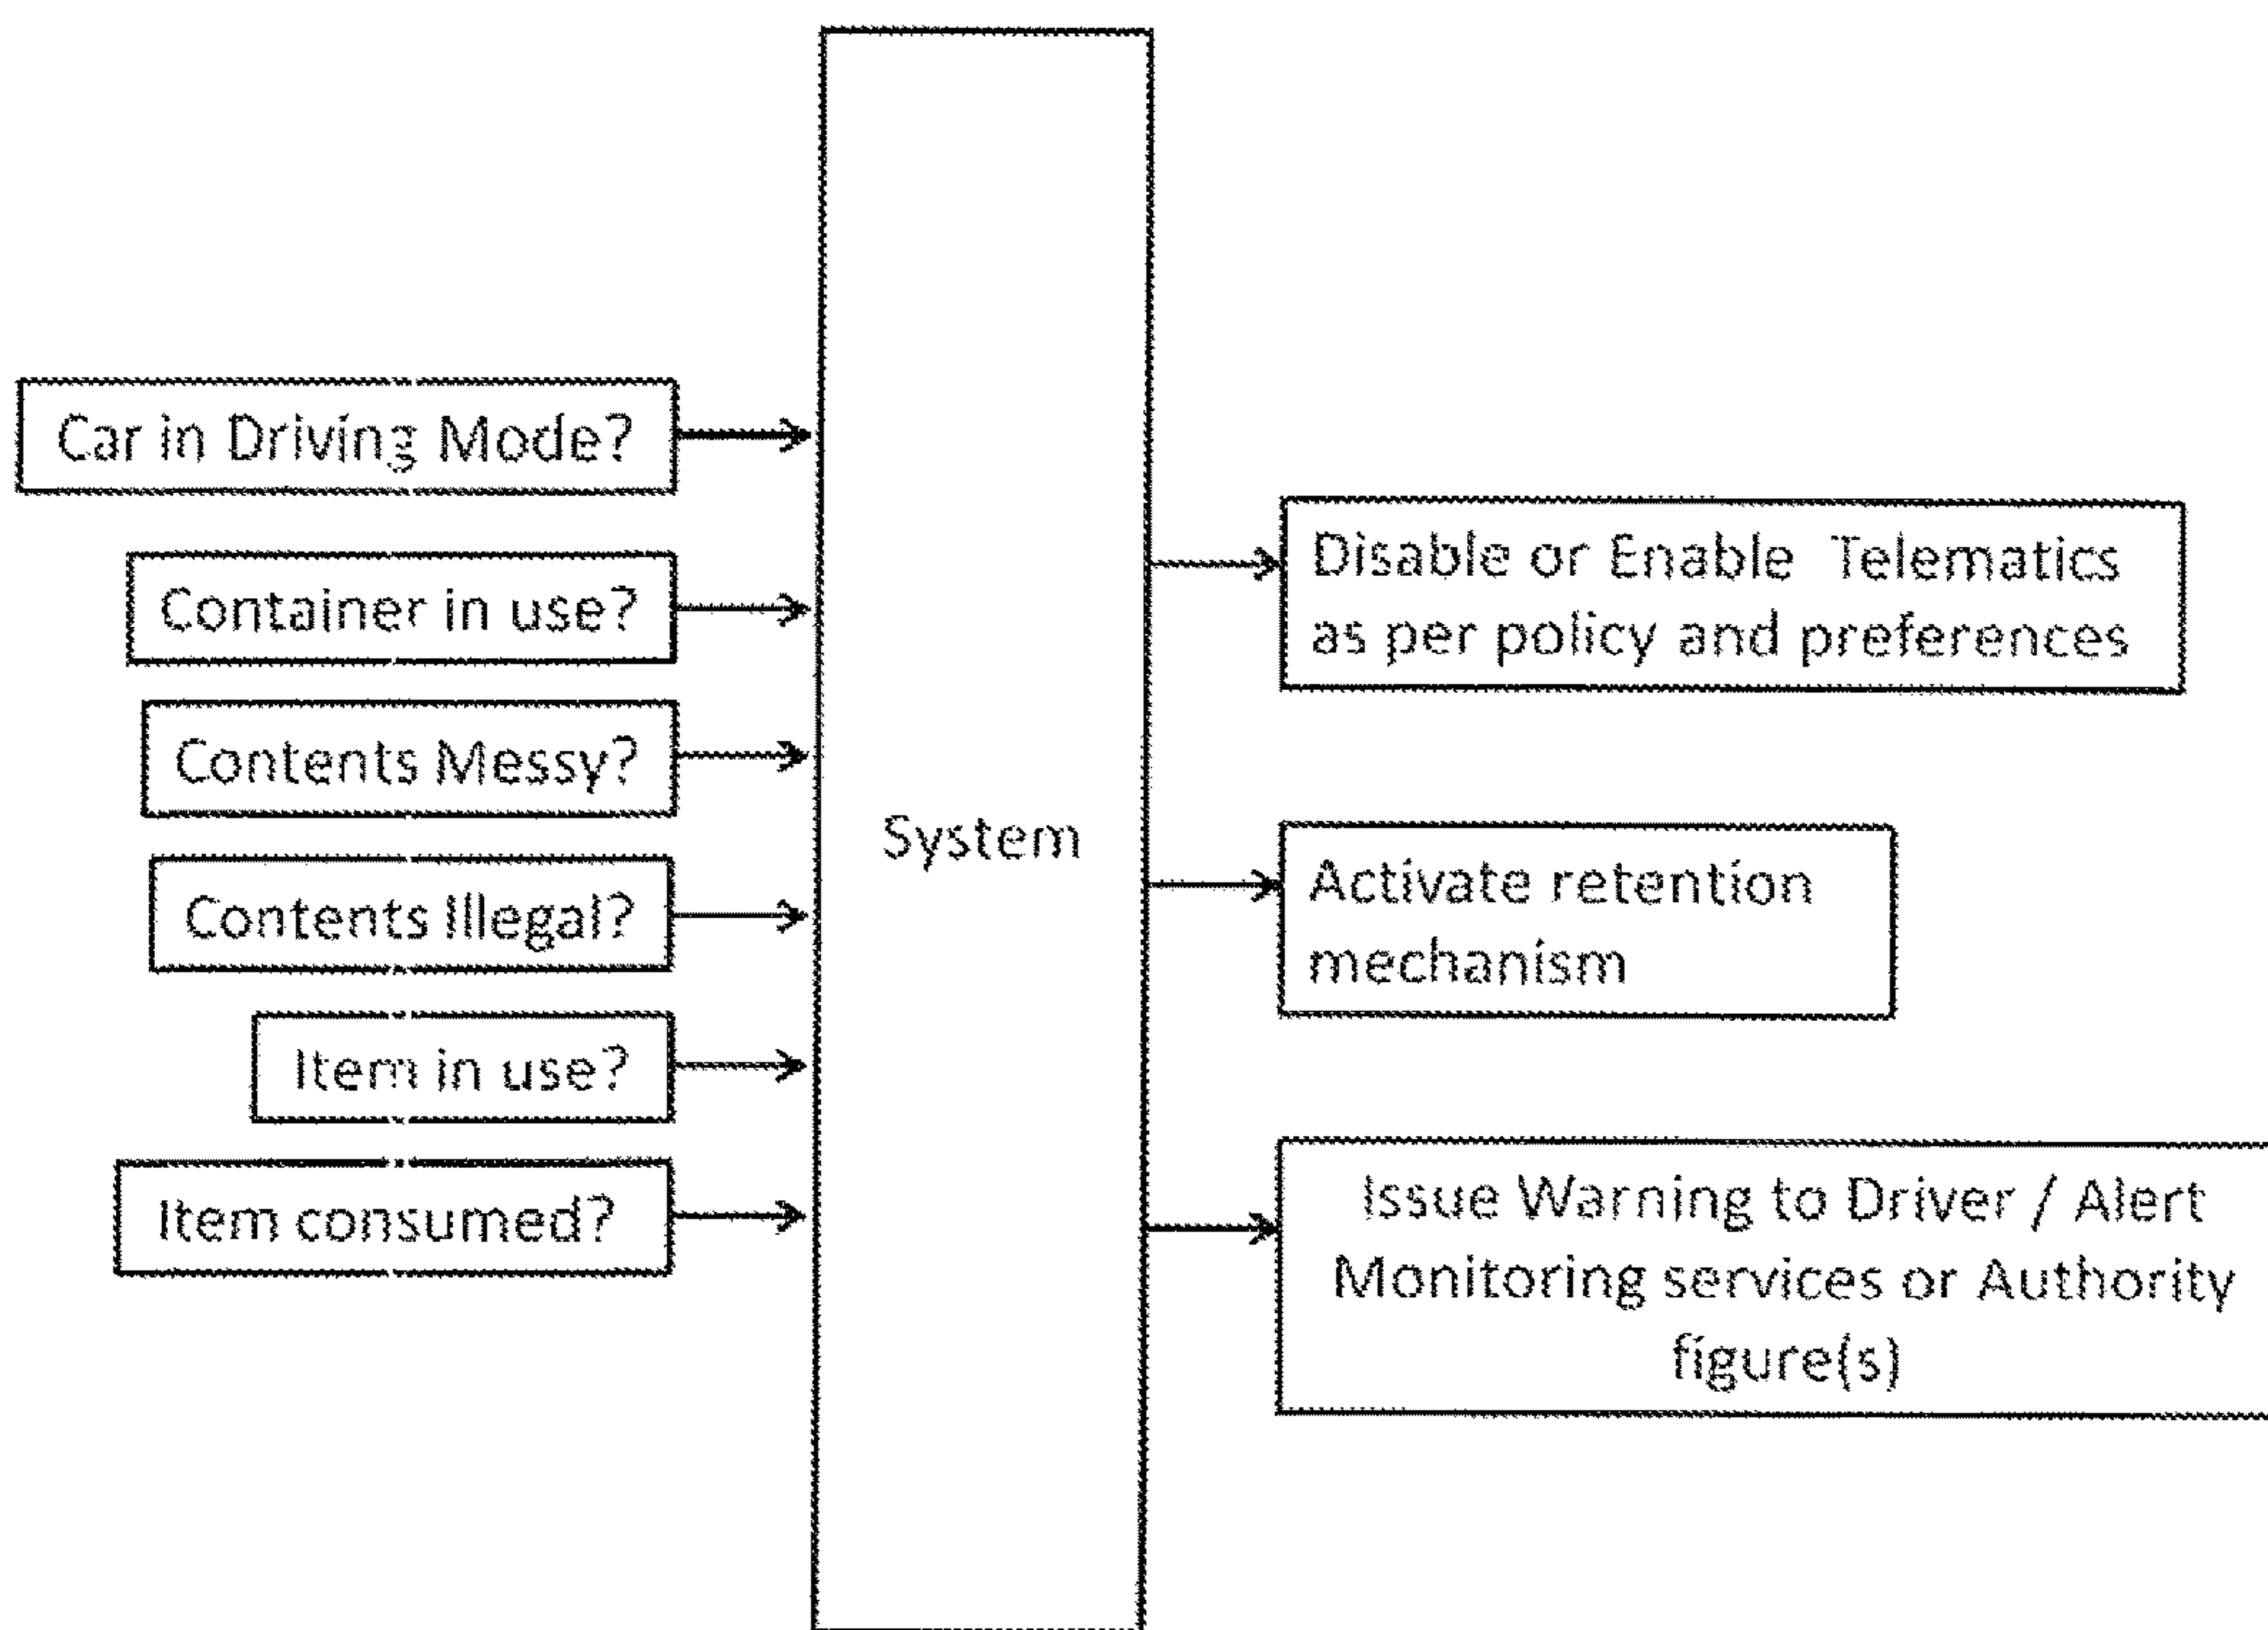 Car in Driving Mode?
Container in use?
Contents Messy?
Contents Illegal?
Item in use?
Item consumed?
System
Disable or Enable Telematics
as per policy and preferences
Activate retention
mechanism
Issue Warning to Driver / Alert
Monitoring services or Authority
figure(s)